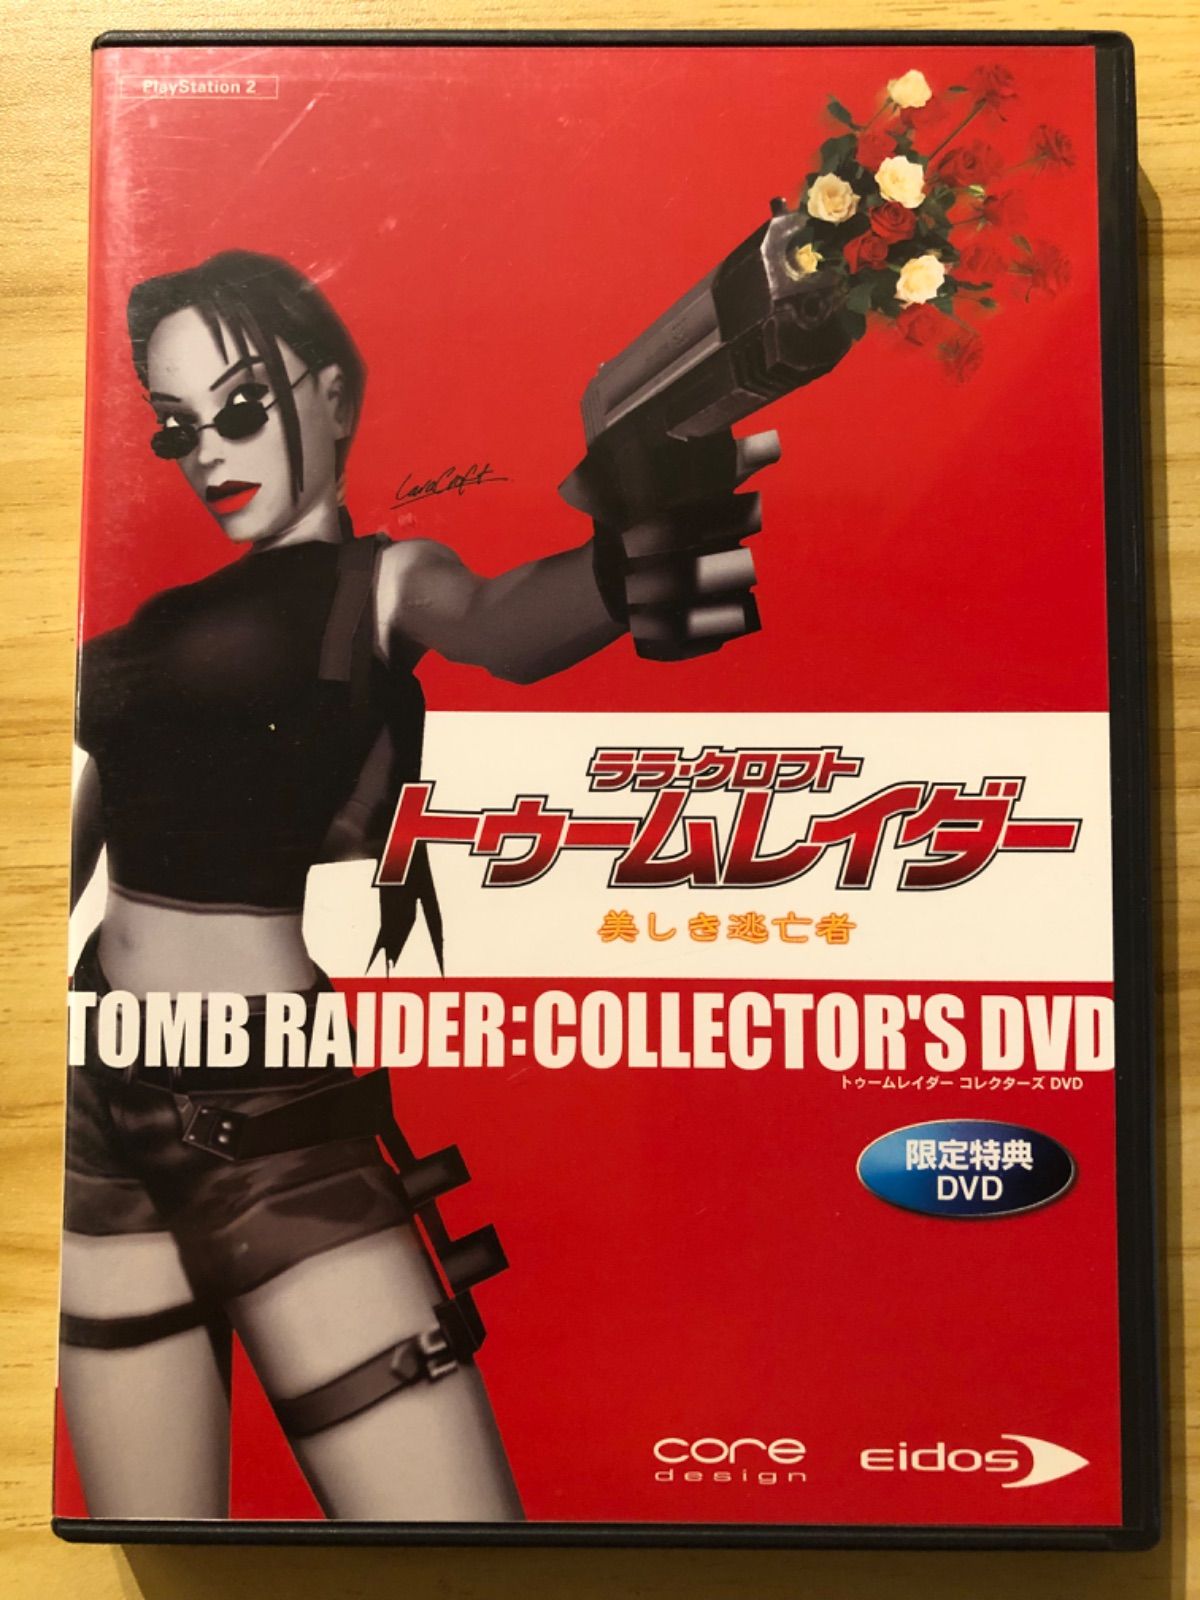 PlayStation 2
Lara Croft
ララ・クロフト
トゥームレイダー
美しき逃亡者
TOMB RAIDER:COLLECTOR'S DVD
トゥームレイダー コレクターズ DVD
限定特典
DVD
core
design
eidos